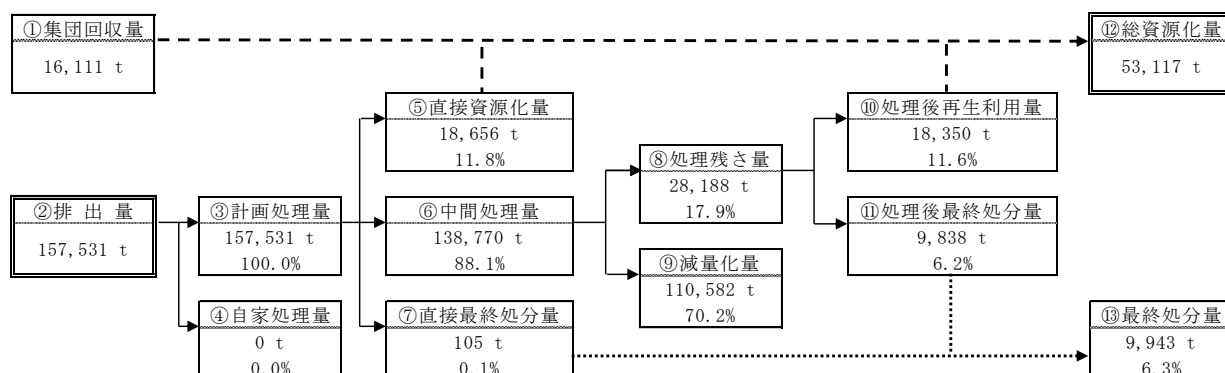 ①集団回収量
16,111 t
⑫総資源化量
53,117 t
⑤直接資源化量
18,656 t
11.8%
⑩処理後再生利用量
18,350 t
11.6%
⑧処理残さ量
28,188 t
17.9%
②排 出 量
157,531 t
③計画処理量
157,531 t
100.0%
⑥中間処理量
138,770 t
88.1%
⑪処理後最終処分量
9,838 t
6.2%
⑨減量化量
110,582 t
70.2%
④自家処理量
0 t
0.0%
⑦直接最終処分量
105 t
0.1%
⑬最終処分量
9,943 t
6.3%